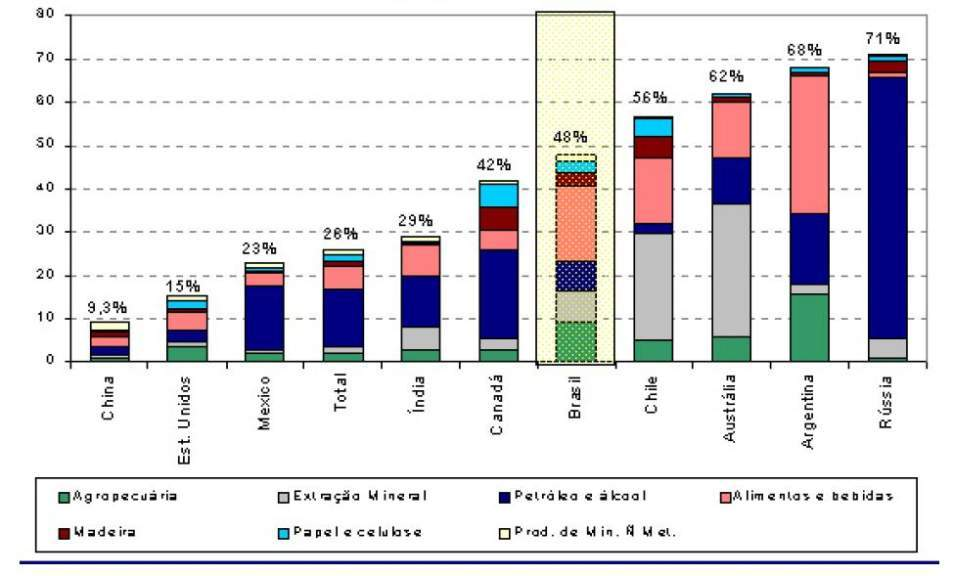 80
70
60
50
40
30
20
10
0
9,3%
15%
23%
26%
29%
42%
48%
56%
62%
68%
71%
China
Est. Unidos
Mexico
Total
Índia
Canadá
Brasil
Chile
Austrália
Argentina
Rússia
Agropecuária Extração Mineral Petróleo e álcool Alimentos e bebidas
Madeira Papel e celulose Prod. de Min. Ñ Met.